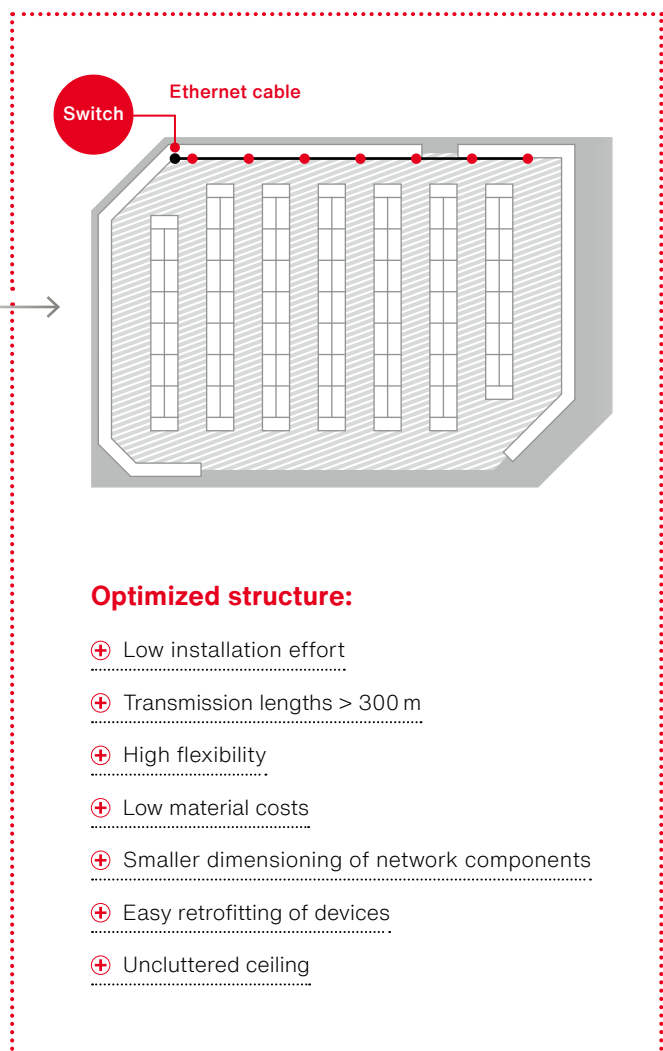 Ethernet cable
Switch
Optimized structure:
Low installation effort
Transmission lengths > 300 m
High flexibility
Low material costs
Smaller dimensioning of network components
Easy retrofitting of devices
Uncluttered ceiling